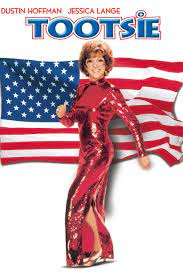 DUSTIN HOFFMAN JESSICA LANGE
TOOTSIE